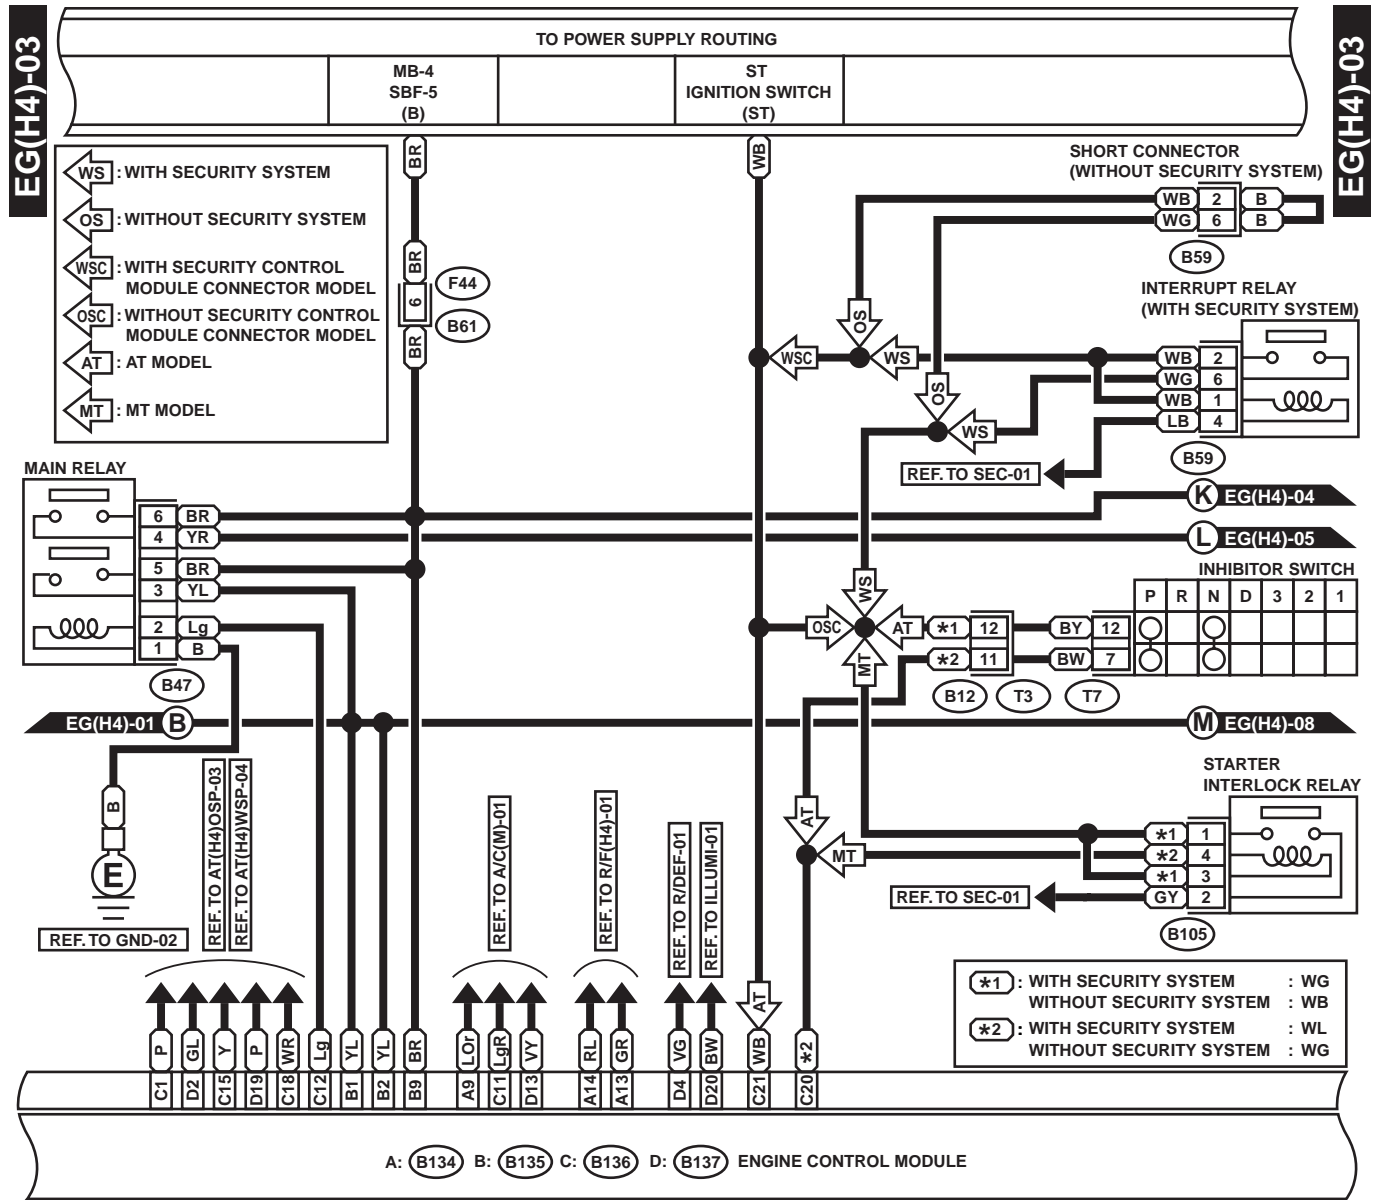 EG(H4)-03
EG(H4)-03
TO POWER SUPPLY ROUTING
MB-4
SBF-5
(B)
ST
IGNITION SWITCH
(ST)
BR
WB
WS : WITH SECURITY SYSTEM
OS : WITHOUT SECURITY SYSTEM
WSC : WITH SECURITY CONTROL
MODULE CONNECTOR MODEL
OSC : WITHOUT SECURITY CONTROL
MODULE CONNECTOR MODEL
AT : AT MODEL
MT : MT MODEL
BR
6
BR
F44
B61
SHORT CONNECTOR
(WITHOUT SECURITY SYSTEM)
WB 2 B
WG 6 B
B59
INTERRUPT RELAY
(WITH SECURITY SYSTEM)
WB 2
WG 6
WB 1
LB 4
B59
OS
WSC
WS
OS
WS
REF. TO SEC-01
K EG(H4)-04
L EG(H4)-05
MAIN RELAY
6 BR
4 YR
5 BR
3 YL
2 Lg
1 B
B47
INHIBITOR SWITCH
P R N D 3 2 1
WS
OSC
AT
MT
*1 12 BY 12
*2 11 BW 7
B12
T3
T7
EG(H4)-01 B
M EG(H4)-08
B
E
REF. TO GND-02
REF. TO AT(H4)OSP-03
REF. TO AT(H4)WSP-04
REF. TO A/C(M)-01
REF. TO R/F(H4)-01
REF. TO R/DEF-01
REF. TO ILLUMI-01
AT
MT
STARTER
INTERLOCK RELAY
*1 1
*2 4
*1 3
GY 2
REF. TO SEC-01
B105
*1 : WITH SECURITY SYSTEM : WG
WITHOUT SECURITY SYSTEM : WB
*2 : WITH SECURITY SYSTEM : WL
WITHOUT SECURITY SYSTEM : WG
AT
P GL Y P WR Lg YL YL BR LOr LgR VY RL GR VG BW WB *2
C1 D2 C15 D19 C18 C12 B1 B2 B9 A9 C11 D13 A14 A13 D4 D20 C21 C20
A: B134 B: B135 C: B136 D: B137 ENGINE CONTROL MODULE